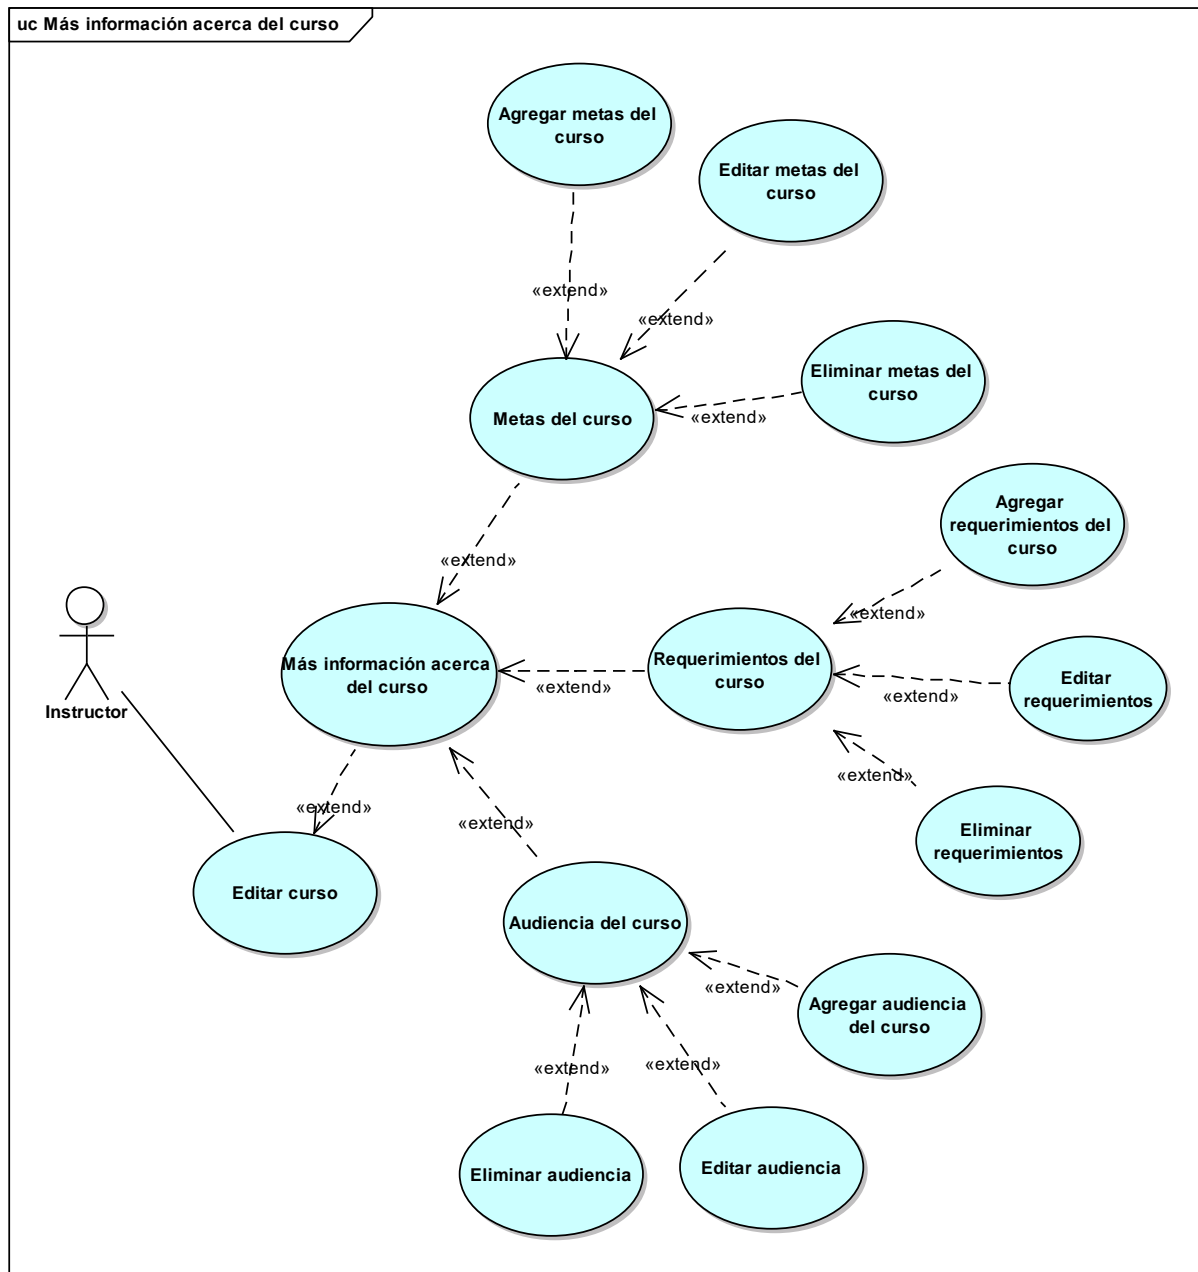 uc Más información acerca del curso
Agregar metas del
curso
Editar metas del
curso
«extend»
«extend»
Eliminar metas del
curso
Metas del curso
«extend»
Agregar
requerimientos del
curso
«extend»
«extend»
Más información acerca
del curso
Requerimientos del
curso
«extend»
Editar
requerimientos
«extend»
Instructor
«extend»
«extend»
«extend»
Eliminar
requerimientos
Editar curso
Audiencia del curso
«extend»
Agregar audiencia
del curso
«extend»
«extend»
Eliminar audiencia
Editar audiencia